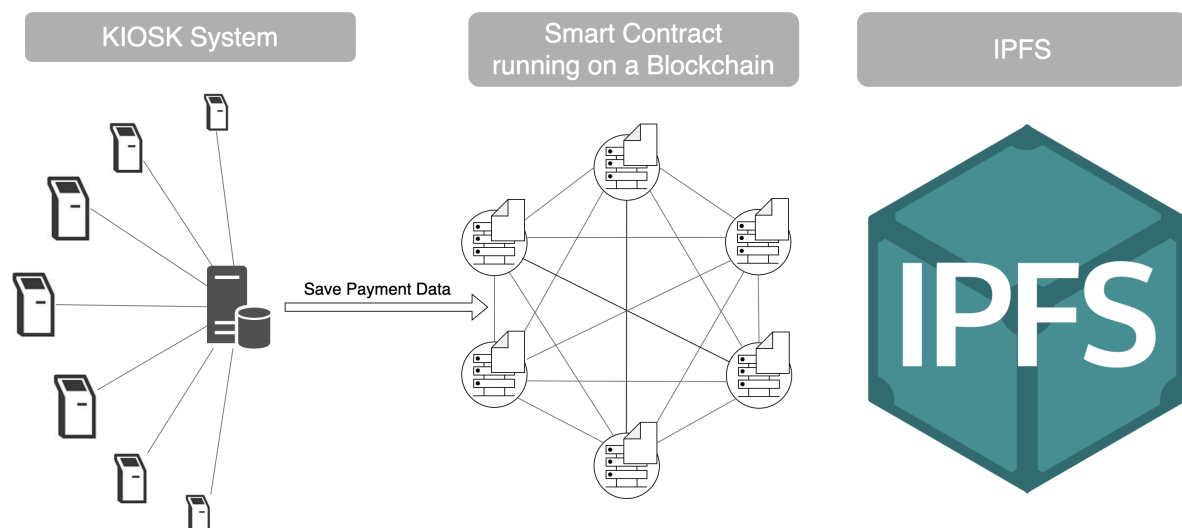 KIOSK System
Smart Contract
running on a Blockchain
IPFS
Save Payment Data
IPFS